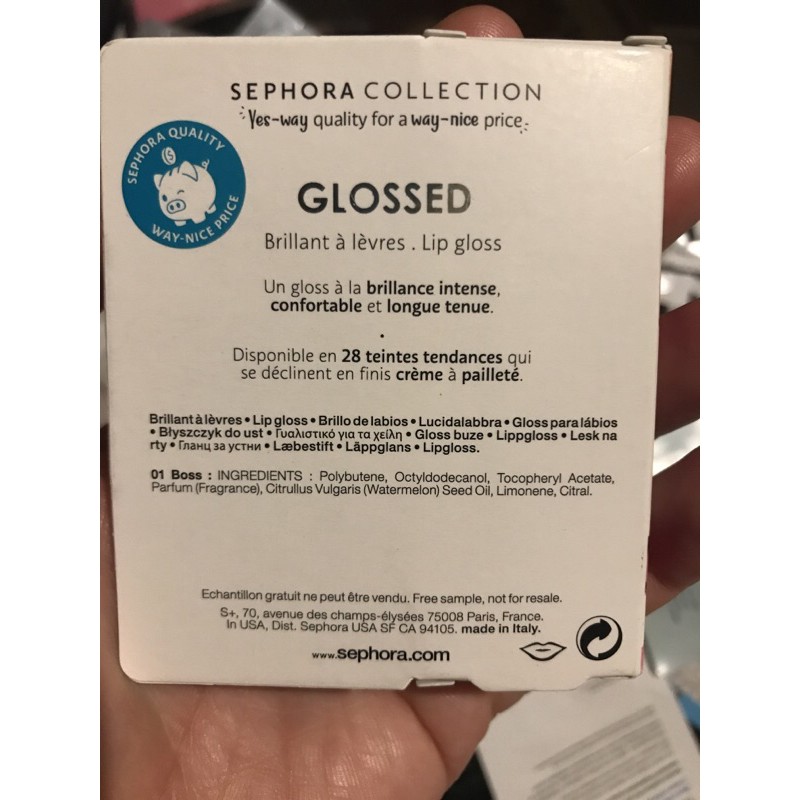 SEPHORA COLLECTION
Yes-way quality for a way-nice price
SEPHORA QUALITY
WAY-NICE PRICE
GLOSSED
Brillant à lèvres . Lip gloss
Un gloss à la brillance intense,
confortable et longue tenue.
•
Disponible en 28 teintes tendances qui
se déclinent en finis crème à pailleté.
Brillant à lèvres • Lip gloss • Brillo de labios • Lucidalabbra • Gloss para lábios
• Błyszczyk do ust • Γυαλιστικό για τα χείλη • Gloss buze • Lippgloss • Lesk na
rty • Гланц за устни • Læbestift • Läppglans • Lipgloss.
01 Boss : INGREDIENTS : Polybutene, Octyldodecanol, Tocopheryl Acetate,
Parfum (Fragrance), Citrullus Vulgaris (Watermelon) Seed Oil, Limonene, Citral.
Echantillon gratuit ne peut être vendu. Free sample, not for resale.
S+, 70, avenue des champs-élysées 75008 Paris, France.
In USA, Dist. Sephora USA SF CA 94105. made in Italy.
www.sephora.com